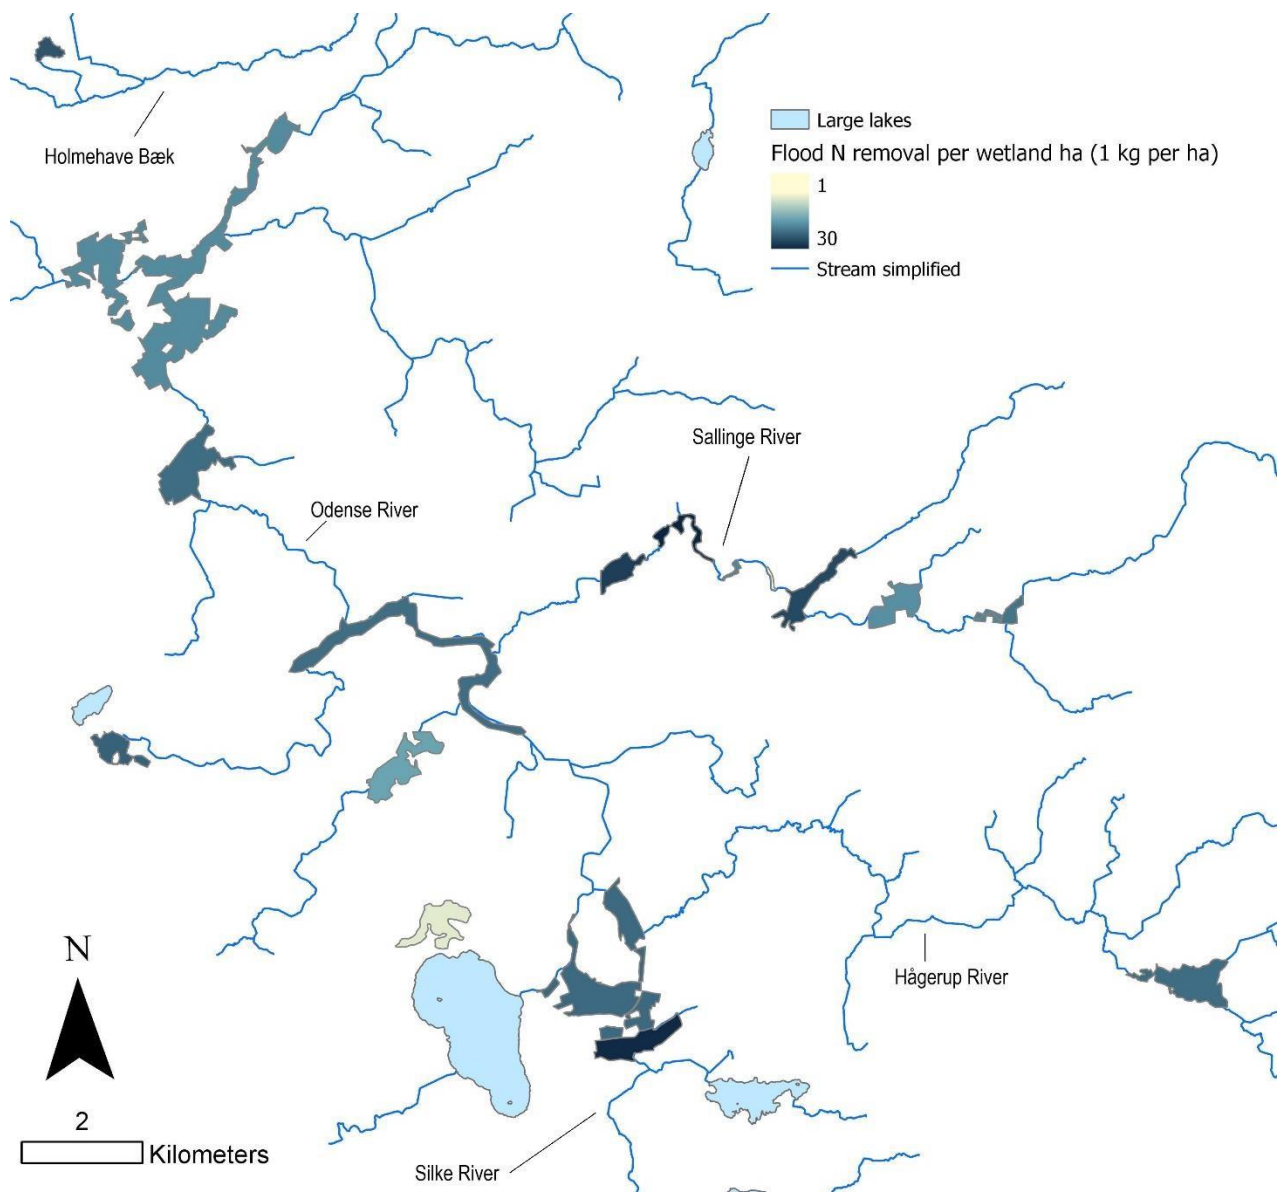 Holmehave Bæk
Large lakes
Flood N removal per wetland ha (1 kg per ha)
1
30
Stream simplified
Sallinge River
Odense River
N
Hågerup River
2
Kilometers
Silke River